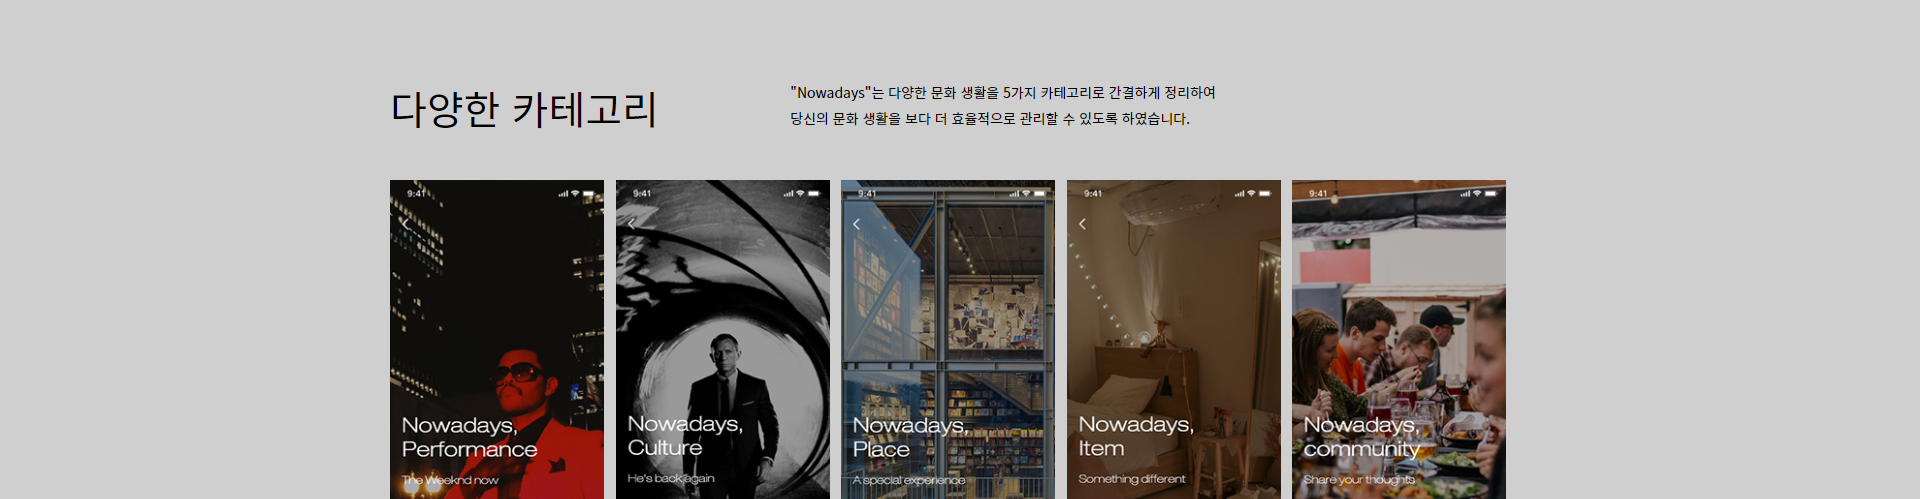 다양한 카테고리
"Nowadays"는 다양한 문화 생활을 5가지 카테고리로 간결하게 정리하여
당신의 문화 생활을 보다 더 효율적으로 관리할 수 있도록 하였습니다.
9:41
Nowadays,
Performance
The Weeknd now
9:41
Nowadays,
Culture
He's back again
9:41
Nowadays,
Place
A special experience
9:41
Nowadays,
Item
Something different
9:41
Nowadays,
community
Share your thoughts